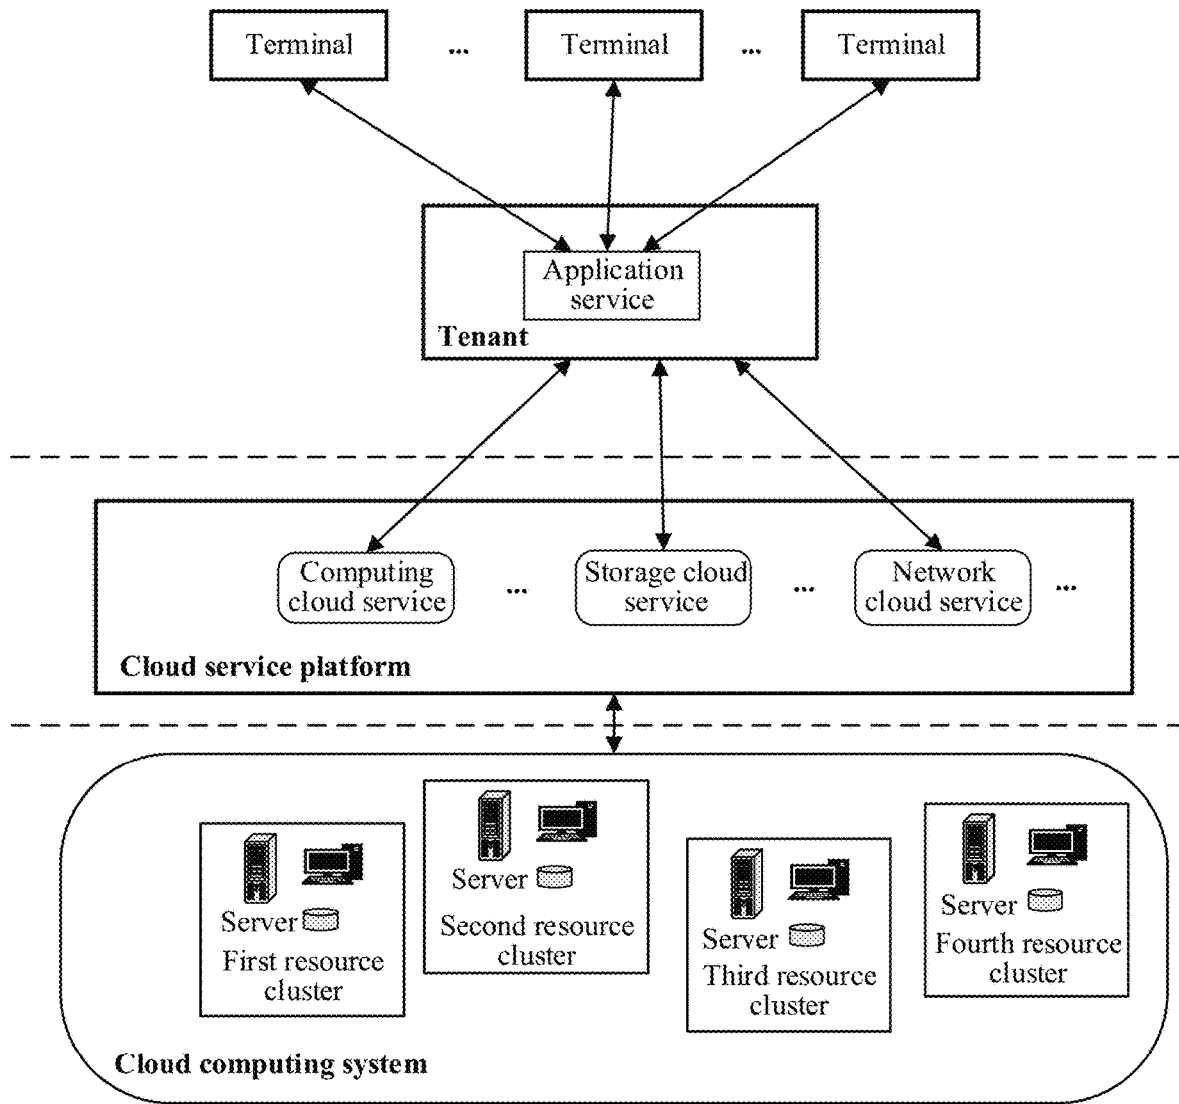 Terminal ... Terminal ... Terminal
Application
service
Tenant
Computing
cloud service
...
Storage cloud
service
...
Network
cloud service
...
Cloud service platform
Server
First resource
cluster
Server
Second resource
cluster
Server
Third resource
cluster
Server
Fourth resource
cluster
Cloud computing system